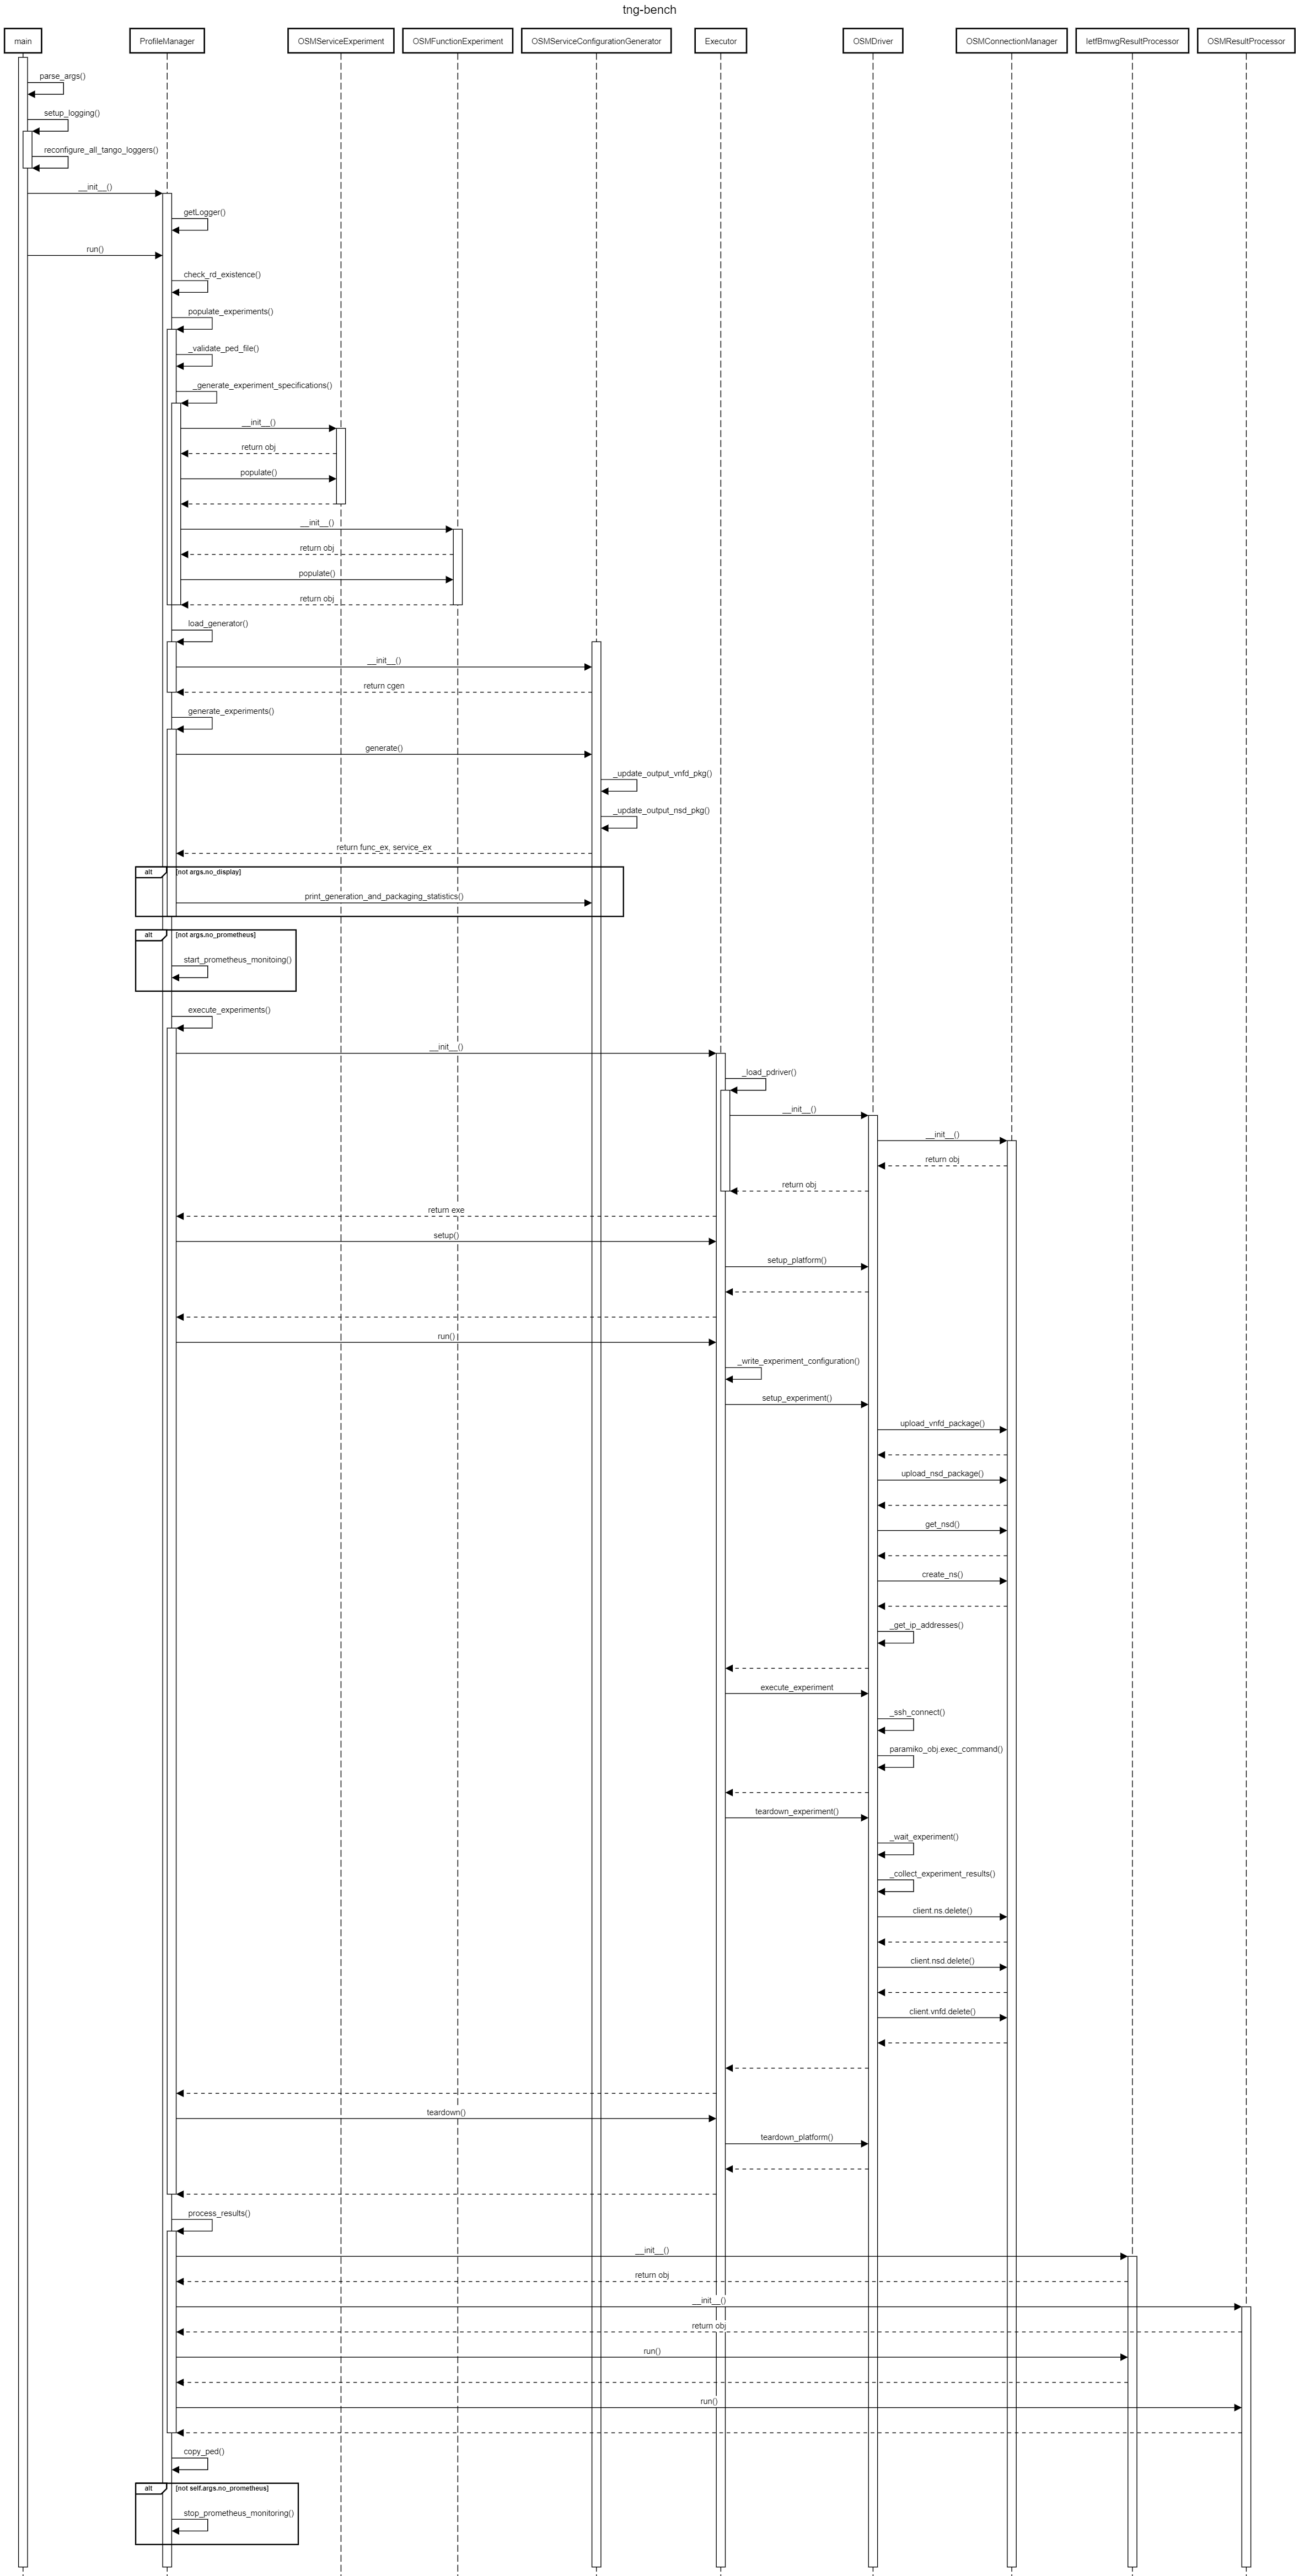 tng-bench
main
ProfileManager
OSMServiceExperiment
OSMFunctionExperiment
OSMServiceConfigurationGenerator
Executor
OSMDriver
OSMConnectionManager
IetfBmwgResultProcessor
OSMResultProcessor
parse_args()
setup_logging()
reconfigure_all_tango_loggers()
__init__()
getLogger()
run()
check_rd_existence()
populate_experiments()
_validate_ped_file()
_generate_experiment_specifications()
__init__()
return obj
populate()
__init__()
return obj
populate()
return obj
load_generator()
__init__()
return cgen
generate_experiments()
generate()
_update_output_vnfd_pkg()
_update_output_nsd_pkg()
return func_ex, service_ex
alt
[not args.no_display]
print_generation_and_packaging_statistics()
alt
[not args.no_prometheus]
start_prometheus_monitoing()
execute_experiments()
__init__()
_load_pdriver()
__init__()
__init__()
return obj
return obj
return exe
setup()
setup_platform()
run()
_write_experiment_configuration()
setup_experiment()
upload_vnfd_package()
upload_nsd_package()
get_nsd()
create_ns()
_get_ip_addresses()
execute_experiment
_ssh_connect()
paramiko_obj.exec_command()
teardown_experiment()
_wait_experiment()
_collect_experiment_results()
client.ns.delete()
client.nsd.delete()
client.vnfd.delete()
teardown()
teardown_platform()
process_results()
__init__()
return obj
__init__()
return obj
run()
run()
copy_ped()
alt
[not self.args.no_prometheus]
stop_prometheus_monitoring()